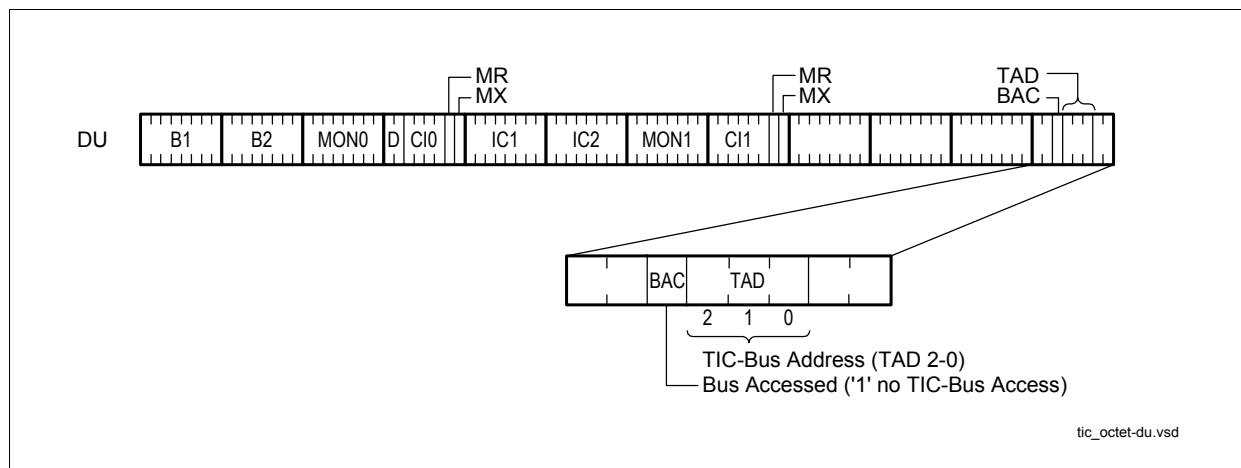 MR MR TAD
MX MX BAC
DU B1 B2 MON0 D CI0 IC1 IC2 MON1 CI1
BAC TAD
2 1 0
TIC-Bus Address (TAD 2-0)
Bus Accessed ('1' no TIC-Bus Access)
tic_octet-du.vsd